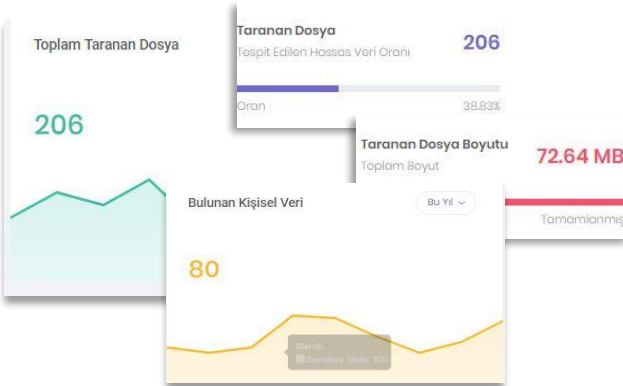 Toplam Taranan Dosya
206
Taranan Dosya
Tespit Edilen Hassas Veri Oranı
206
Oran
38.83%
Taranan Dosya Boyutu
Toplam Boyut
72.64 MB
Tamamlanmış
Bulunan Kişisel Veri
Bu Yıl
80
March
Sensitive Stats: 100